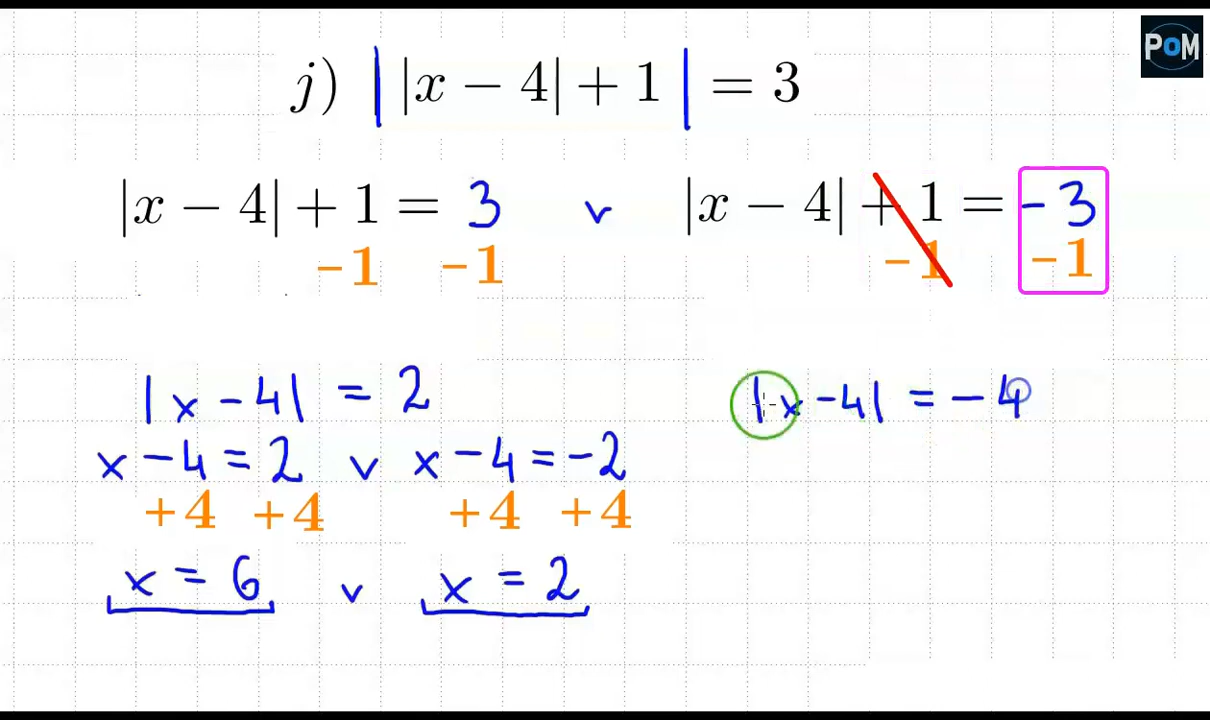 PoM
j) | |x − 4| + 1 | = 3
|x − 4| + 1 = 3 v |x − 4| + 1 = -3
-1 -1 -1 -1
|x - 4| = 2 |x - 4| = -4
x - 4 = 2 v x - 4 = -2
+4 +4 +4 +4
x = 6 v x = 2